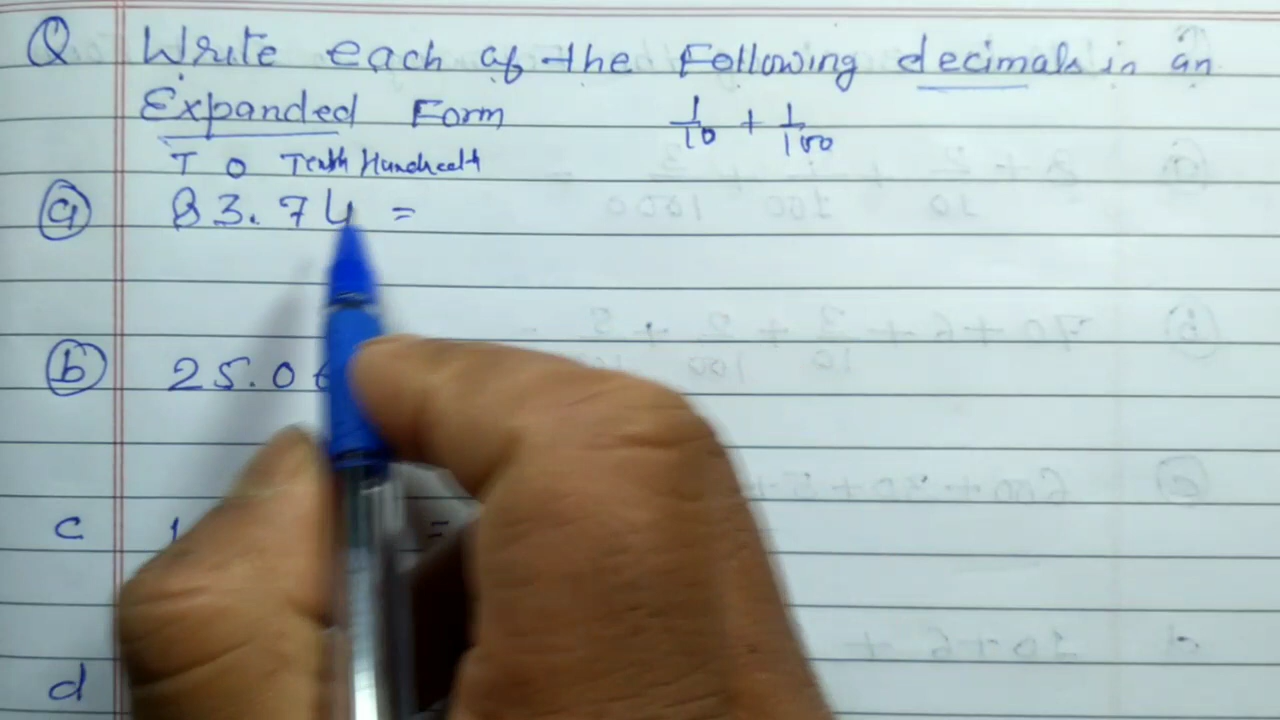 Q Write each of the Following decimals in an
Expanded Form 1/10 + 1/100
T O Tenth Hundredth
(a) 83.74 =
(b) 25.0
c 1 =
d